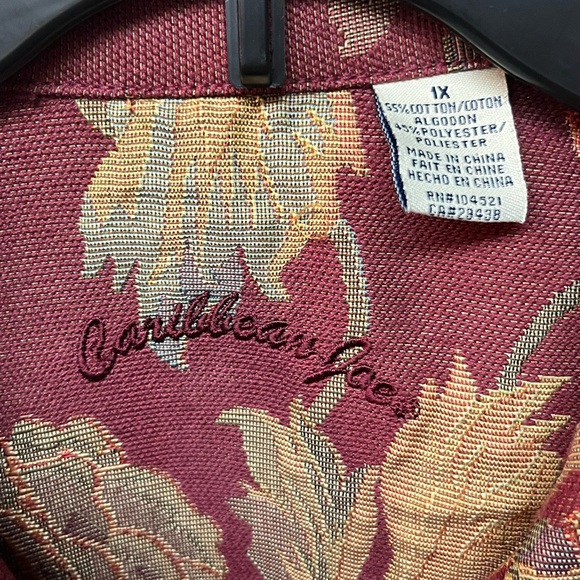 1X
55% COTTON/COTON
ALGODON
45% POLYESTER/
POLIESTER
MADE IN CHINA
FAIT EN CHINE
HECHO EN CHINA
RN#104521
CA#29438
Caribbean Joe®